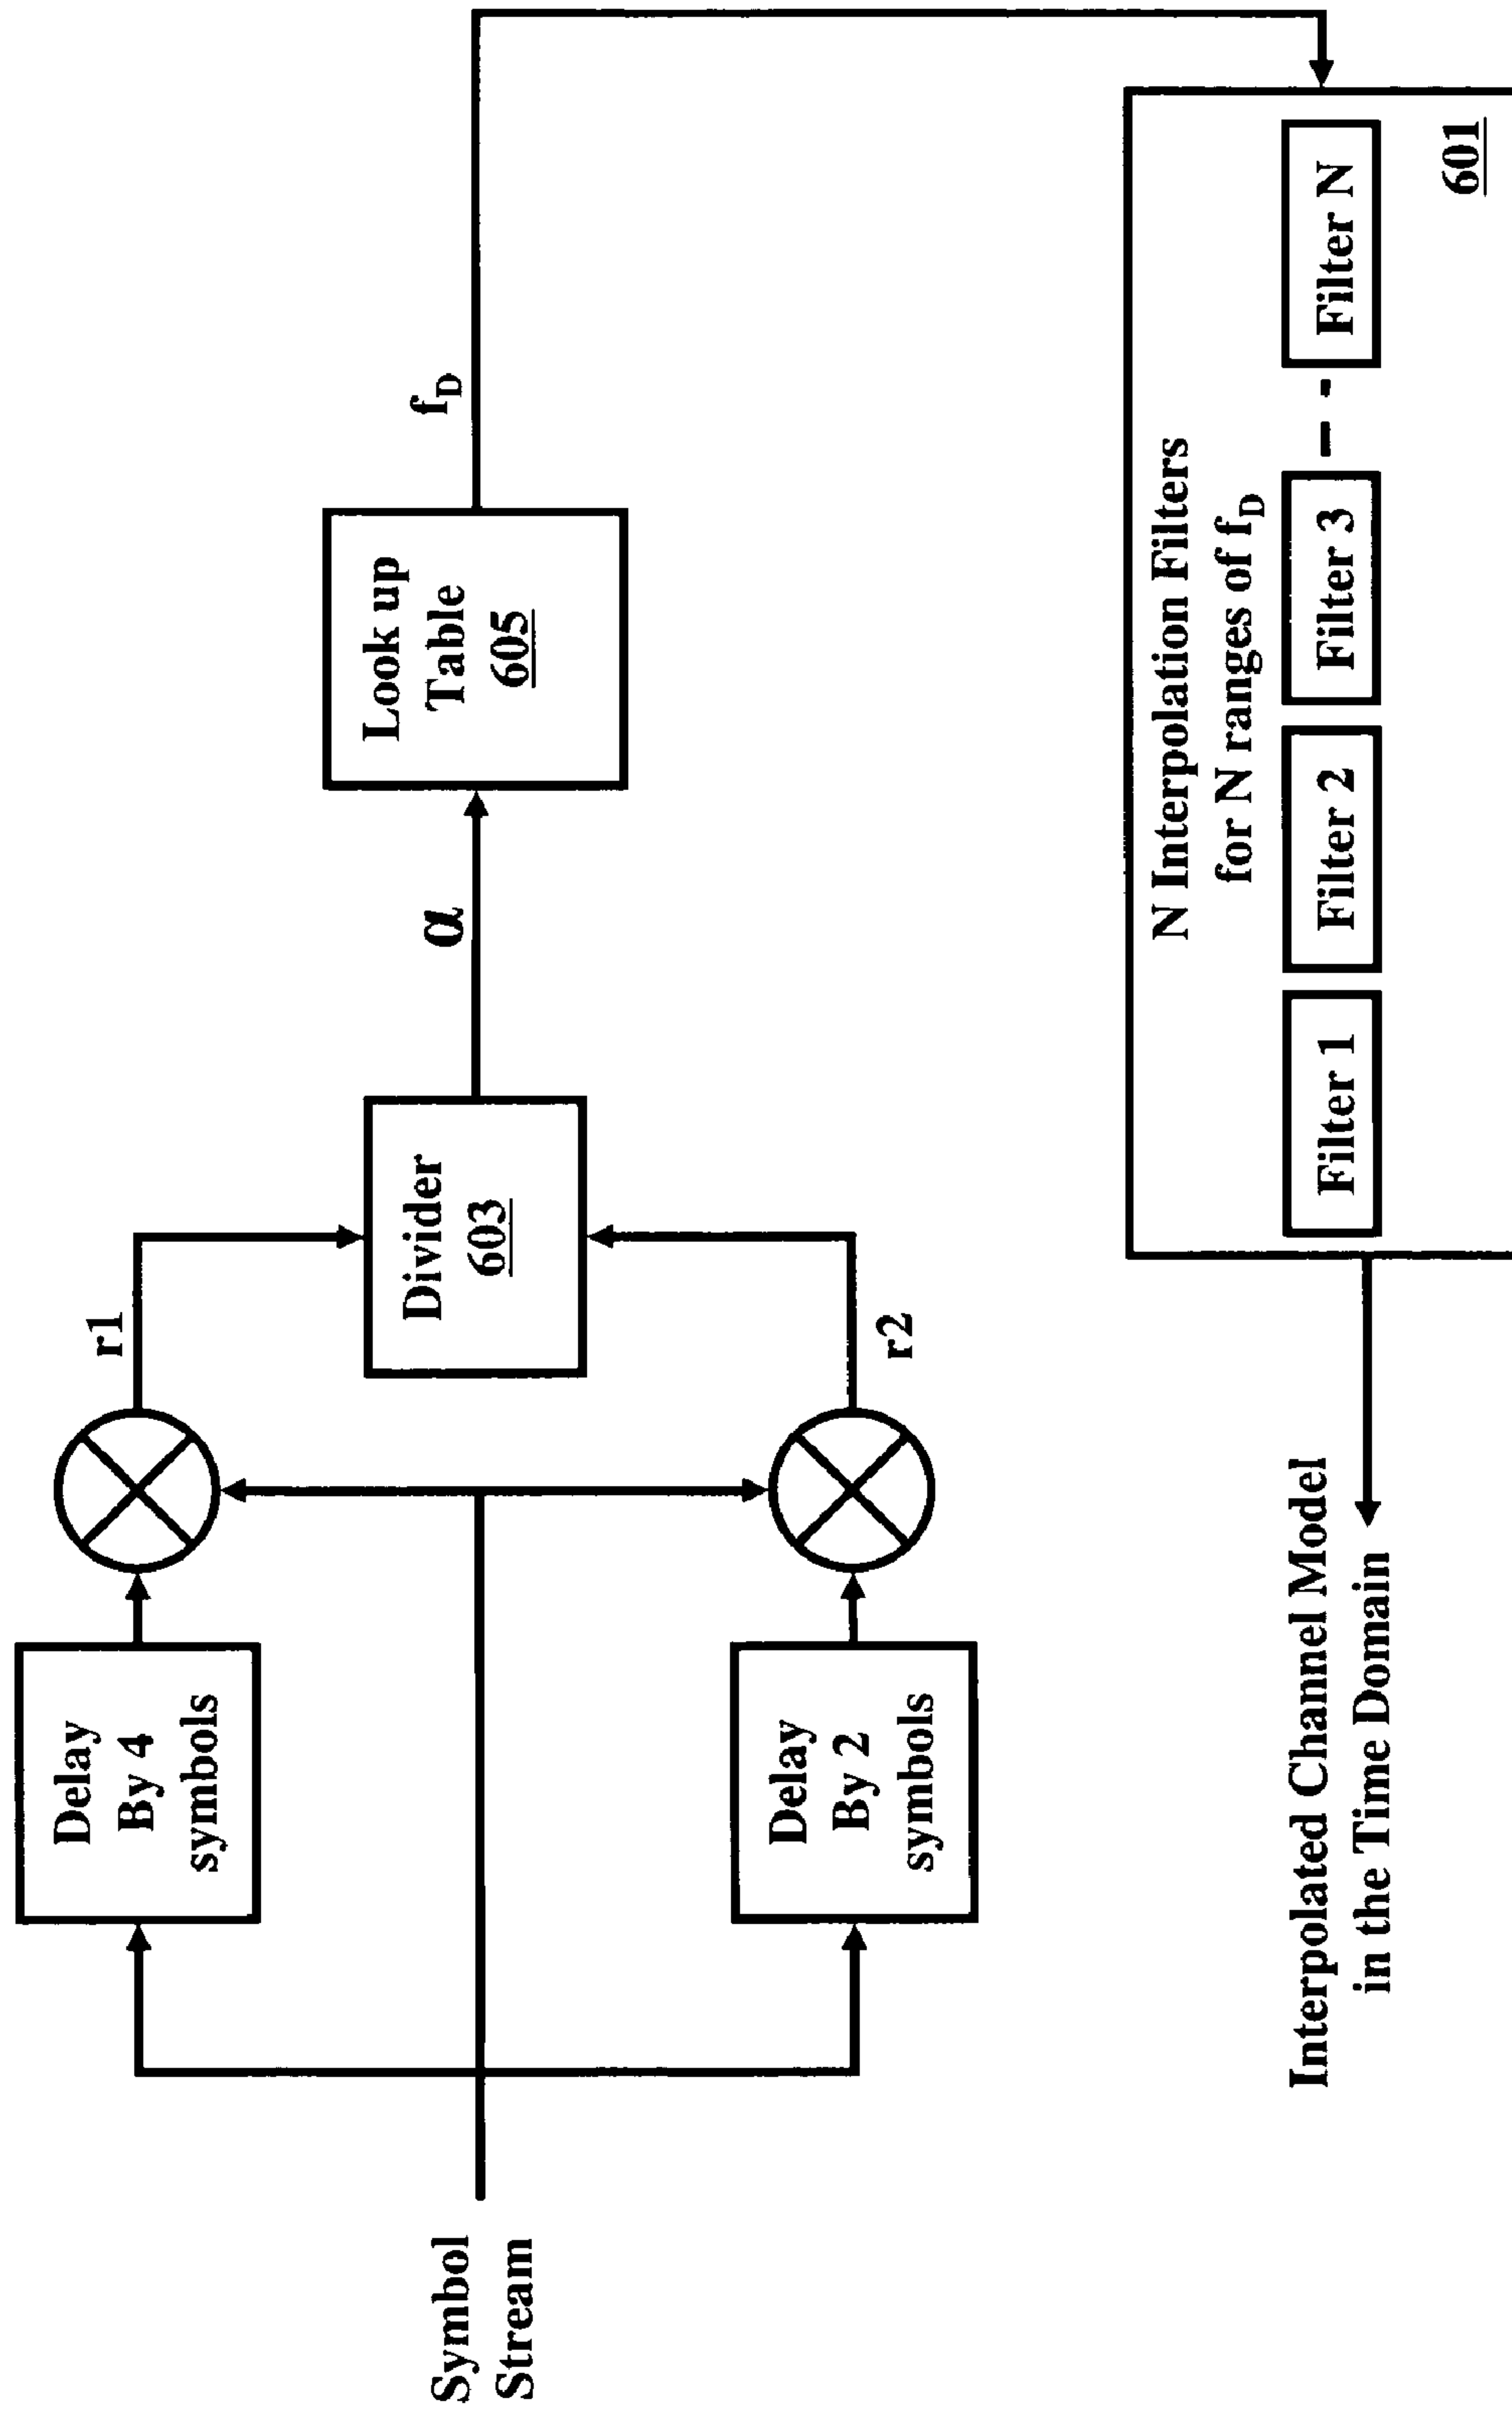 Symbol
Stream
Delay
By 4
symbols
Delay
By 2
symbols
r1
r2
Divider
603
α
Look up
Table
605
fD
N Interpolation Filters
for N ranges of fD
Filter 1
Filter 2
Filter 3
Filter N
601
Interpolated Channel Model
in the Time Domain